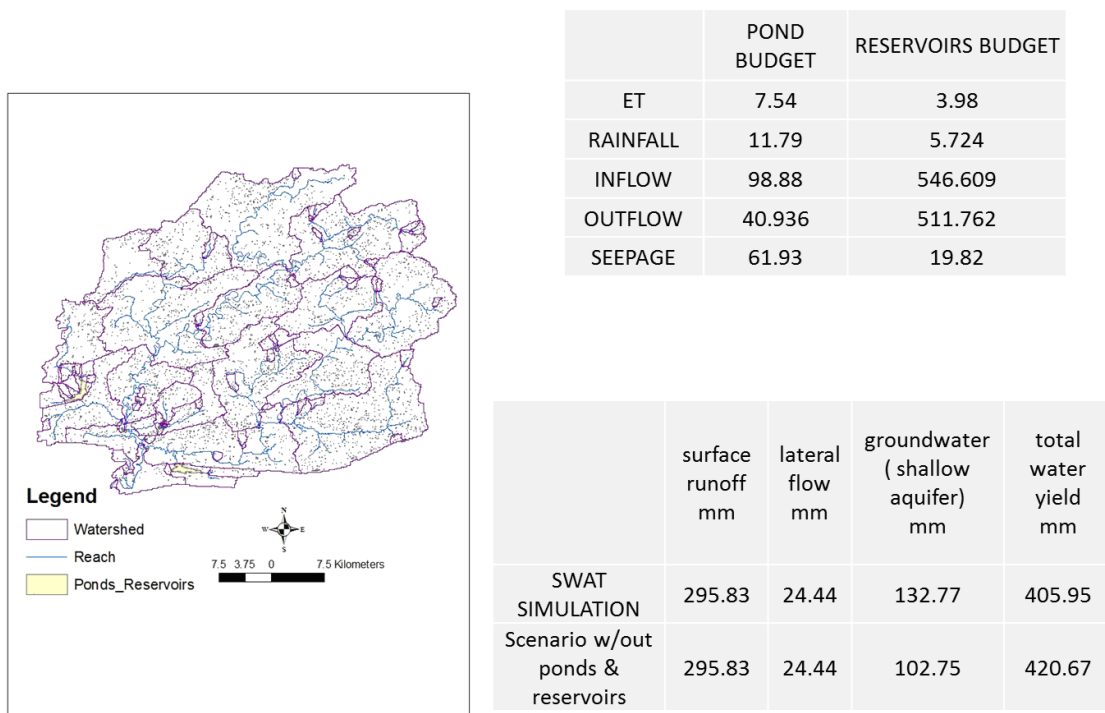 POND
BUDGET
RESERVOIRS BUDGET
ET 7.54 3.98
RAINFALL 11.79 5.724
INFLOW 98.88 546.609
OUTFLOW 40.936 511.762
SEEPAGE 61.93 19.82
Legend
Watershed
Reach
Ponds_Reservoirs
N
W E
S
7.5 3.75 0 7.5 Kilometers
surface
runoff
mm
lateral
flow
mm
groundwater
( shallow
aquifer)
mm
total
water
yield
mm
SWAT
SIMULATION
295.83 24.44 132.77 405.95
Scenario w/out
ponds &
reservoirs
295.83 24.44 102.75 420.67